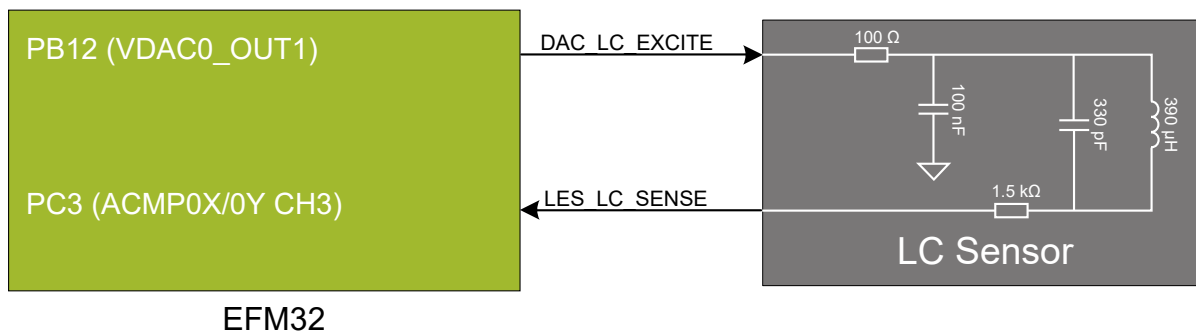 PB12 (VDAC0_OUT1)
DAC_LC_EXCITE
100 Ω
100 nF
330 pF
390 µH
PC3 (ACMP0X/0Y CH3)
LES_LC_SENSE
1.5 kΩ
LC Sensor
EFM32